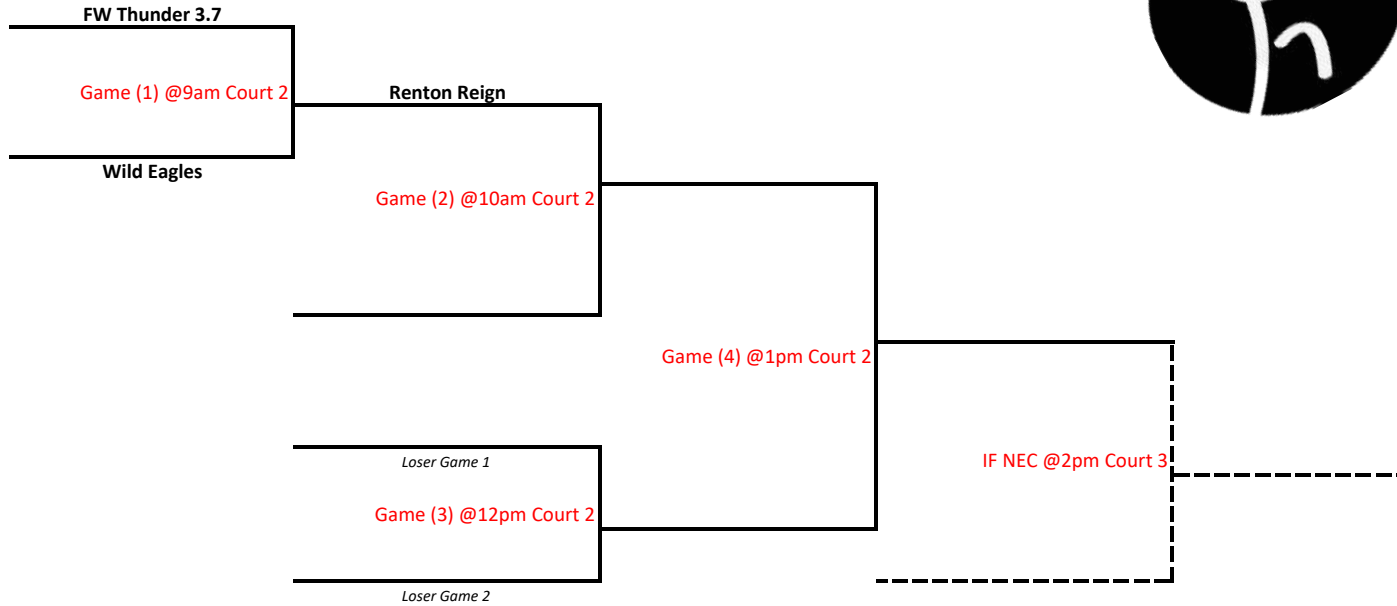 FW Thunder 3.7
Game (1) @9am Court 2
Renton Reign
Wild Eagles
Game (2) @10am Court 2
Game (4) @1pm Court 2
Loser Game 1
IF NEC @2pm Court 3
Game (3) @12pm Court 2
Loser Game 2